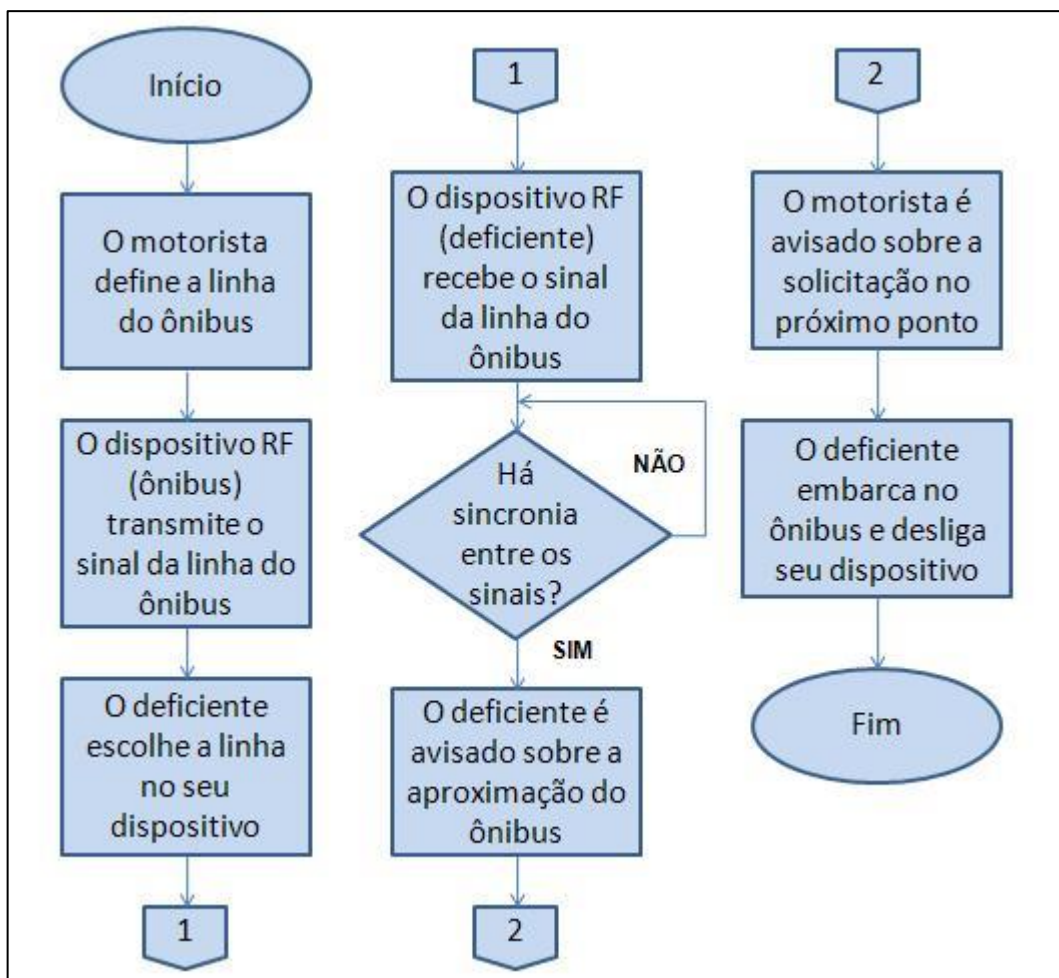 Início
O motorista
define a linha
do ônibus
O dispositivo RF
(ônibus)
transmite o
sinal da linha do
ônibus
O deficiente
escolhe a linha
no seu
dispositivo
1
1
O dispositivo RF
(deficiente)
recebe o sinal
da linha do
ônibus
Há
sincronia
entre os
sinais?
NÃO
SIM
O deficiente é
avisado sobre a
aproximação do
ônibus
2
2
O motorista é
avisado sobre a
solicitação no
próximo ponto
O deficiente
embarca no
ônibus e desliga
seu dispositivo
Fim